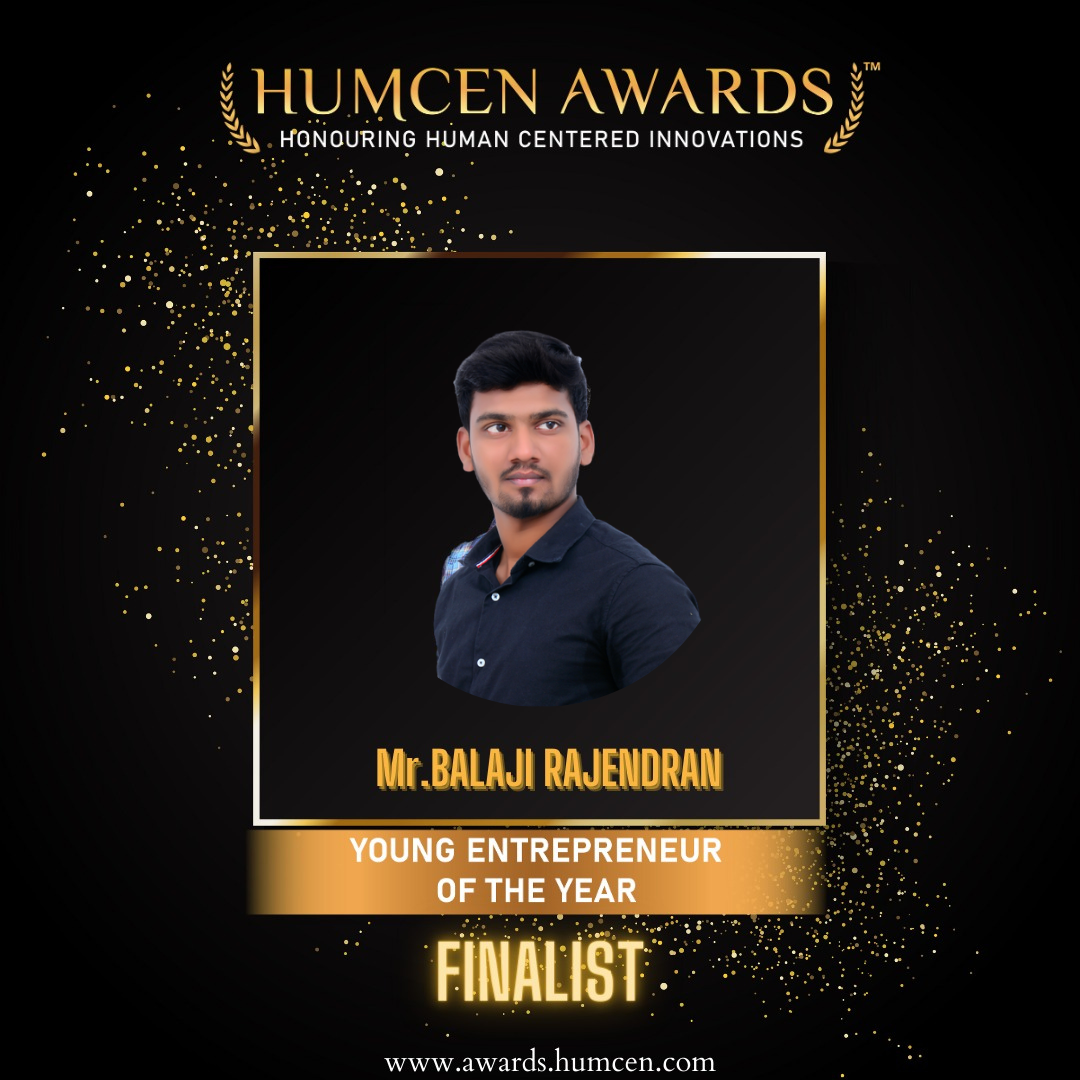 HUMCEN AWARDS™
HONOURING HUMAN CENTERED INNOVATIONS
Mr.BALAJI RAJENDRAN
YOUNG ENTREPRENEUR
OF THE YEAR
FINALIST
www.awards.humcen.com